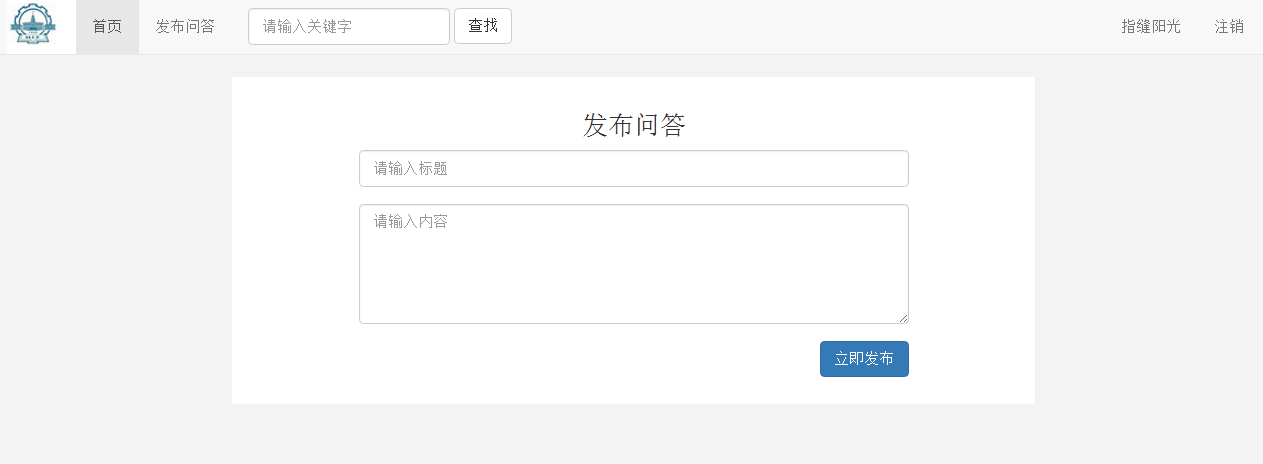 首页 发布问答 请输入关键字 查找 指缝阳光 注销
发布问答
请输入标题
请输入内容
立即发布